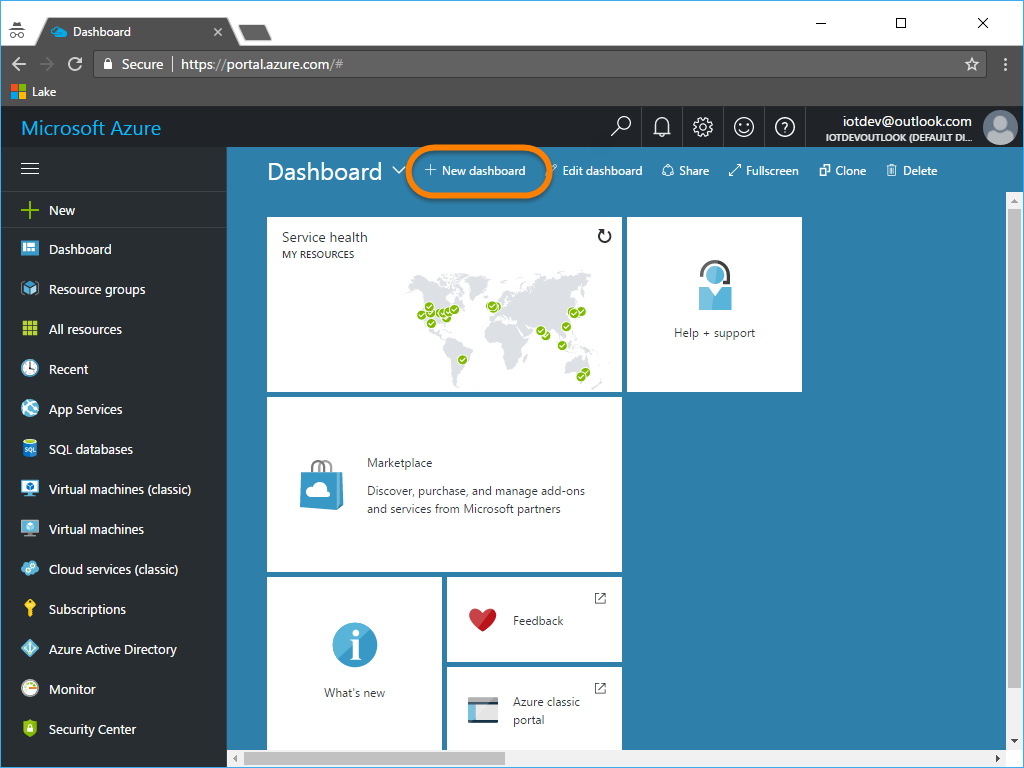 Dashboard
Secure
https://portal.azure.com/#
Lake
Microsoft Azure
iotdev@outlook.com
IOTDEVOUTLOOK (DEFAULT DI...
Dashboard
New dashboard
Edit dashboard
Share
Fullscreen
Clone
Delete
New
Dashboard
Resource groups
All resources
Recent
App Services
SQL databases
Virtual machines (classic)
Virtual machines
Cloud services (classic)
Subscriptions
Azure Active Directory
Monitor
Security Center
Service health
MY RESOURCES
Help + support
Marketplace
Discover, purchase, and manage add-ons
and services from Microsoft partners
What's new
Feedback
Azure classic
portal
SQL